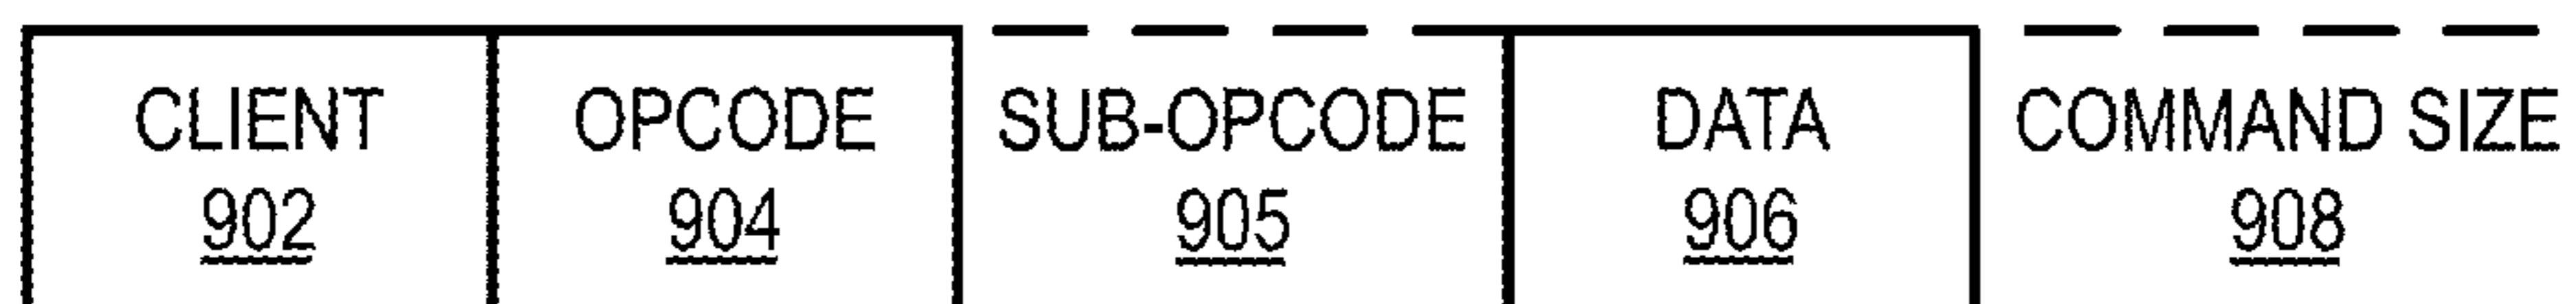 CLIENT OPCODE SUB-OPCODE DATA COMMAND SIZE
902 904 905 906 908